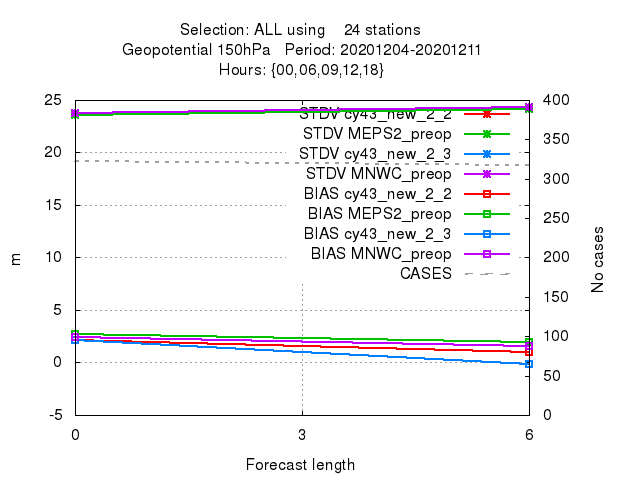 Selection: ALL using 24 stations
Geopotential 150hPa Period: 20201204-20201211
Hours: {00,06,09,12,18}
25
20
15
10
5
0
-5
400
350
300
250
200
150
100
50
0
STDV cy43_new_2_2
STDV MEPS2_preop
STDV cy43_new_2_3
STDV MNWC_preop
BIAS cy43_new_2_2
BIAS MEPS2_preop
BIAS cy43_new_2_3
BIAS MNWC_preop
CASES
m
No cases
0 3 6
Forecast length